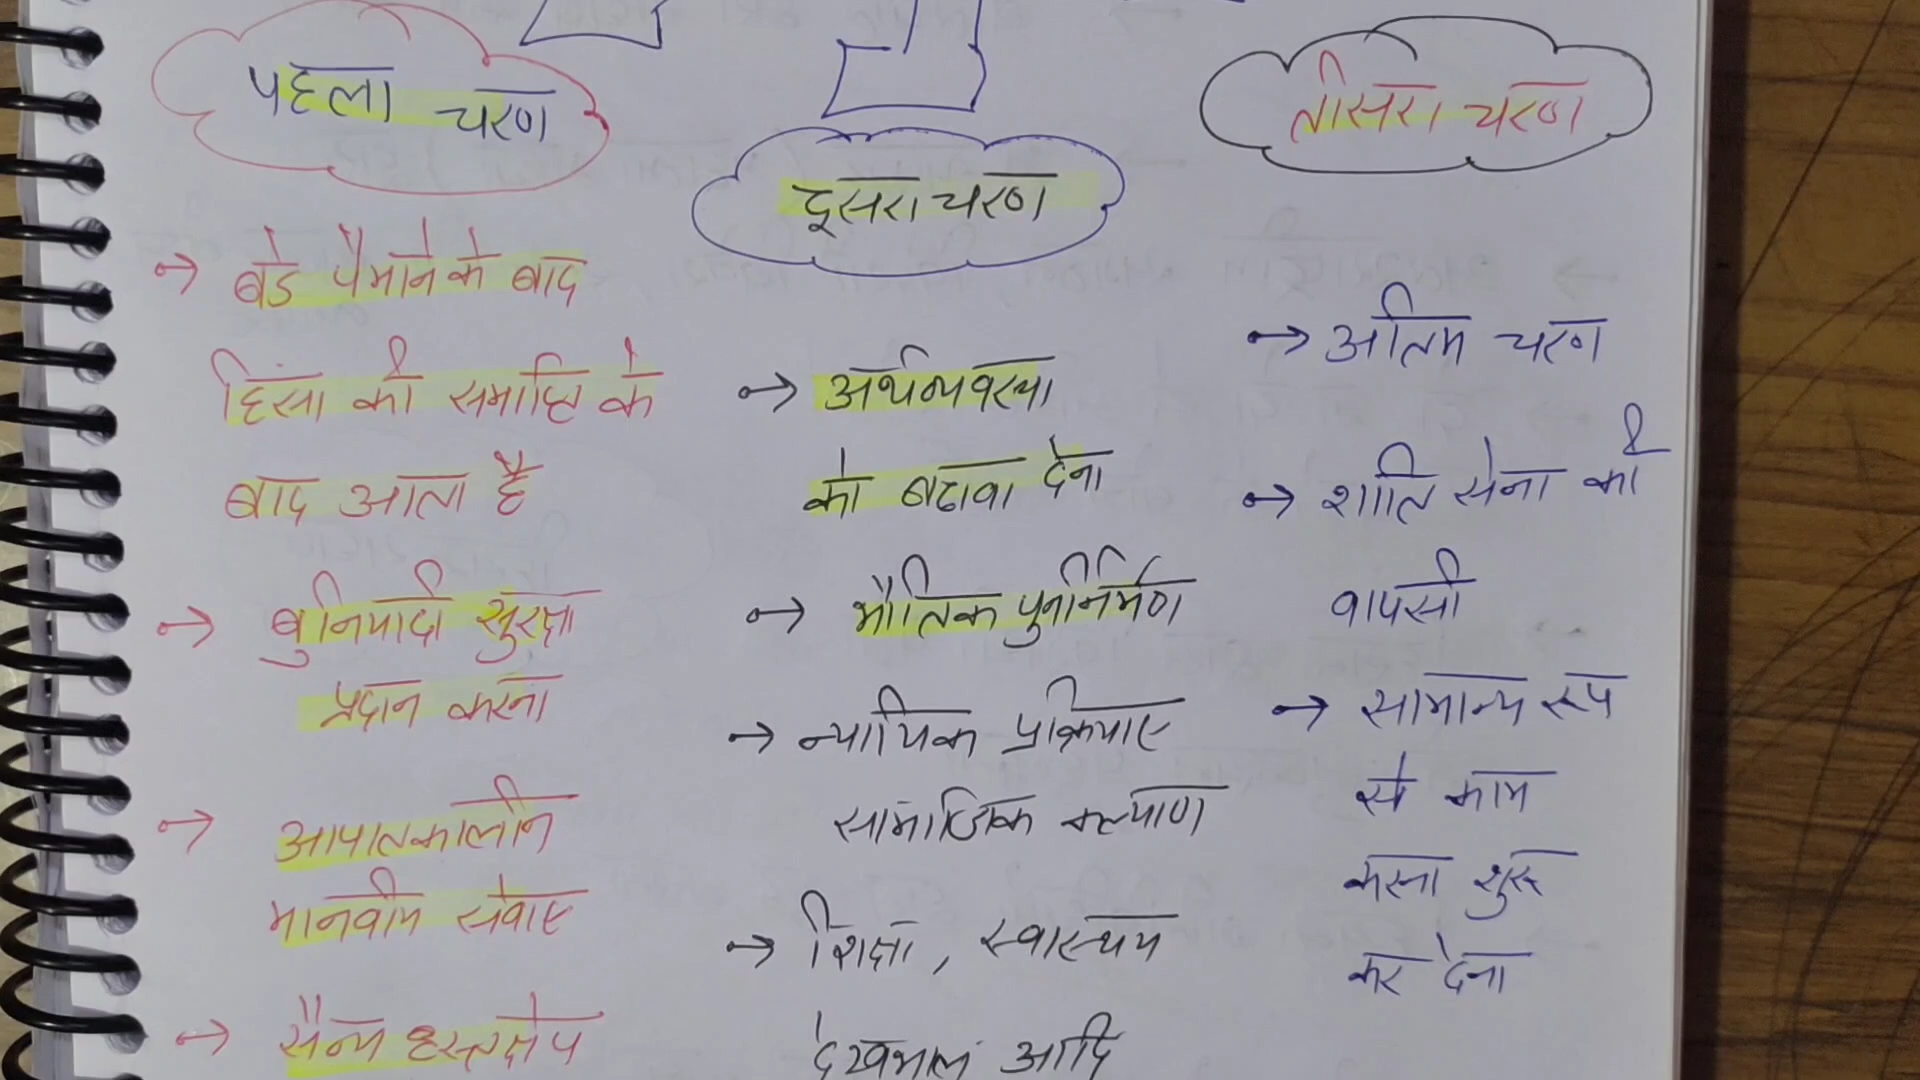 पहला चरण
→ बडे पैमाने के बाद
हिंसा की समाप्ति के
बाद आता है
→ बुनियादी सुरक्षा
प्रदान करना
→ आपातकालीन
मानवीय सेवाए
→ सैन्य हस्तक्षेप
दूसरा चरण
→ अर्थव्यवस्था
को बढावा देना
→ भौतिक पुनर्निर्माण
→ न्यायिक प्रक्रियाए
सामाजिक कल्याण
→ शिक्षा, स्वास्थ्य
देखभाल आदि
तीसरा चरण
→ अंतिम चरण
→ शांति सेना की
वापसी
→ सामान्य रूप
से काम
करना शुरू
कर देना